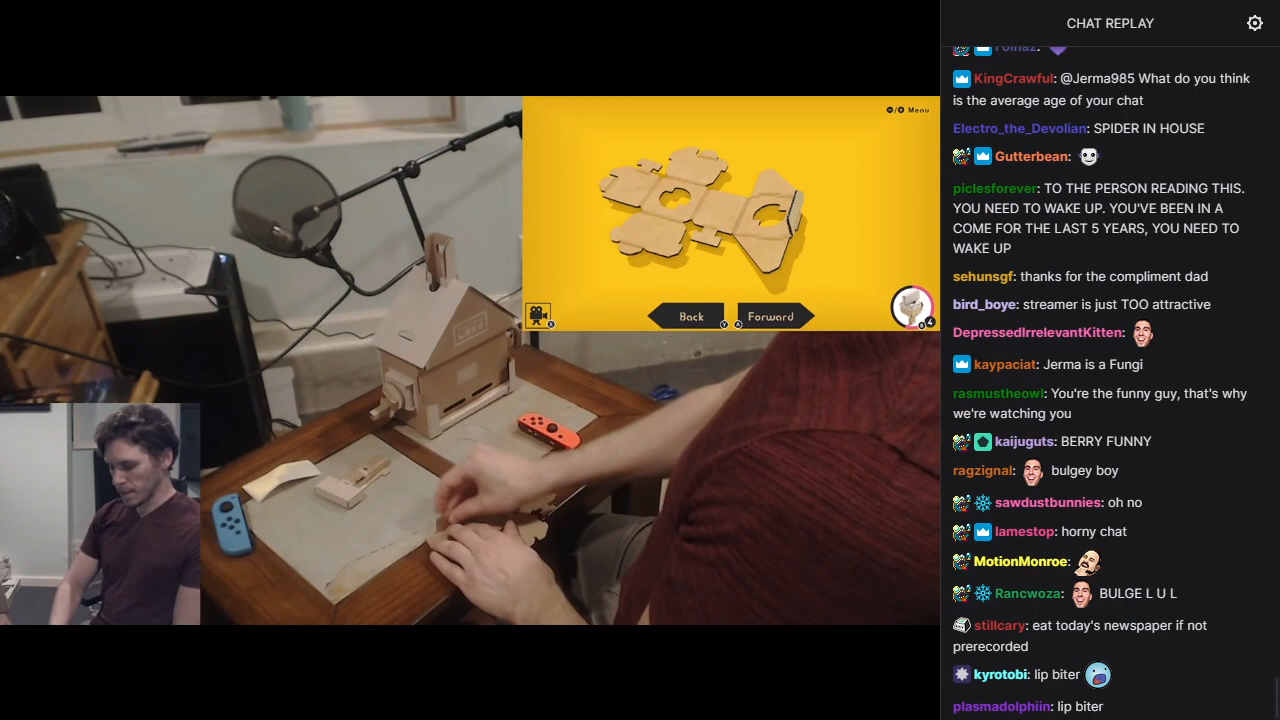 CHAT REPLAY
Menu
Folhaz:
KingCrawful: @Jerma985 What do you think
is the average age of your chat
Electro_the_Devolian: SPIDER IN HOUSE
Gutterbean:
piclesforever: TO THE PERSON READING THIS.
YOU NEED TO WAKE UP. YOU'VE BEEN IN A
COME FOR THE LAST 5 YEARS, YOU NEED TO
WAKE UP
sehunsgf: thanks for the compliment dad
bird_boye: streamer is just TOO attractive
DepressedIrrelevantKitten:
kaypaciat: Jerma is a Fungi
rasmustheowl: You're the funny guy, that's why
we're watching you
kaijuguts: BERRY FUNNY
ragzignal: bulgey boy
sawdustbunnies: oh no
lamestop: horny chat
MotionMonroe:
Rancwoza: BULGE L U L
stillcary: eat today's newspaper if not
prerecorded
kyrotobi: lip biter
plasmadolphiin: lip biter
Back Y
A Forward
X
4
LABO